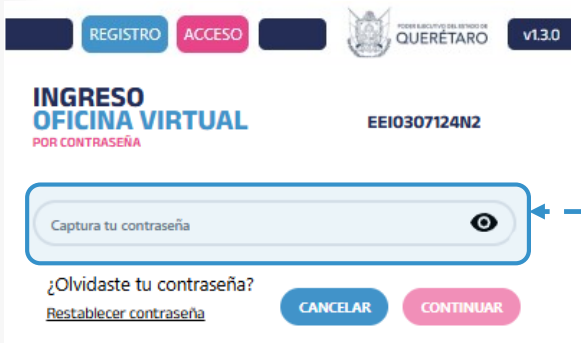 REGISTRO ACCESO PODER EJECUTIVO DEL ESTADO DE
QUERÉTARO v1.3.0
INGRESO
OFICINA VIRTUAL EEI0307124N2
POR CONTRASEÑA
Captura tu contraseña
¿Olvidaste tu contraseña?
Restablecer contraseña CANCELAR CONTINUAR